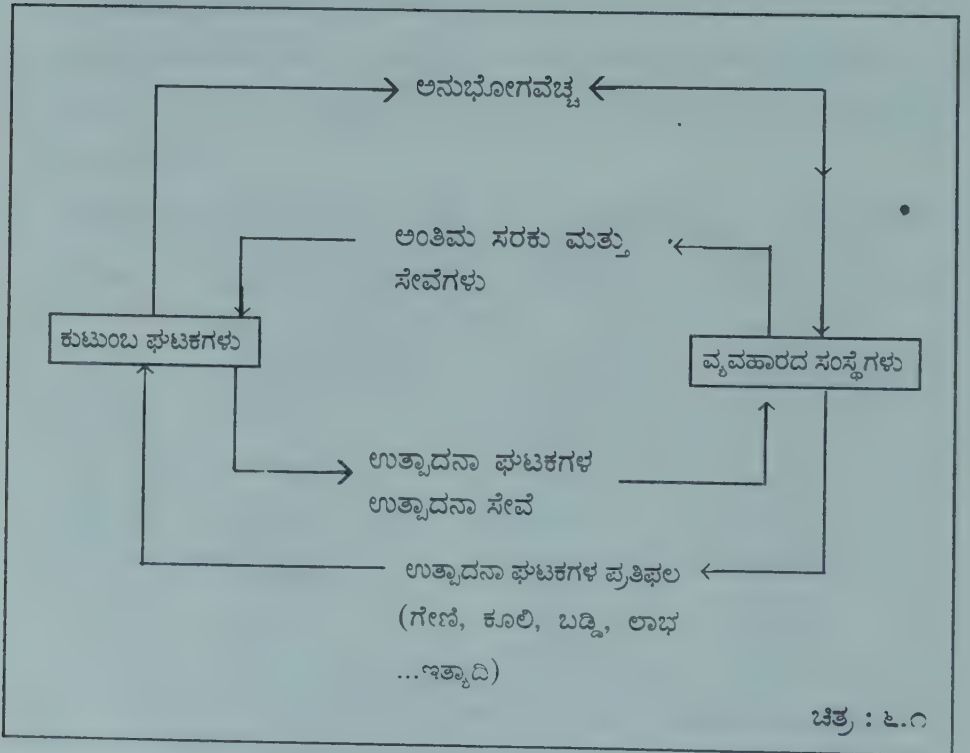 ಅನುಭೋಗವೆಚ್ಚ
ಅಂತಿಮ ಸರಕು ಮತ್ತು
ಸೇವೆಗಳು
ಕುಟುಂಬ ಘಟಕಗಳು
ವ್ಯವಹಾರದ ಸಂಸ್ಥೆಗಳು
ಉತ್ಪಾದನಾ ಘಟಕಗಳ
ಉತ್ಪಾದನಾ ಸೇವೆ
ಉತ್ಪಾದನಾ ಘಟಕಗಳ ಪ್ರತಿಫಲ
(ಗೇಣಿ, ಕೂಲಿ, ಬಡ್ಡಿ, ಲಾಭ
...ಇತ್ಯಾದಿ)
ಚಿತ್ರ : ೬.೧